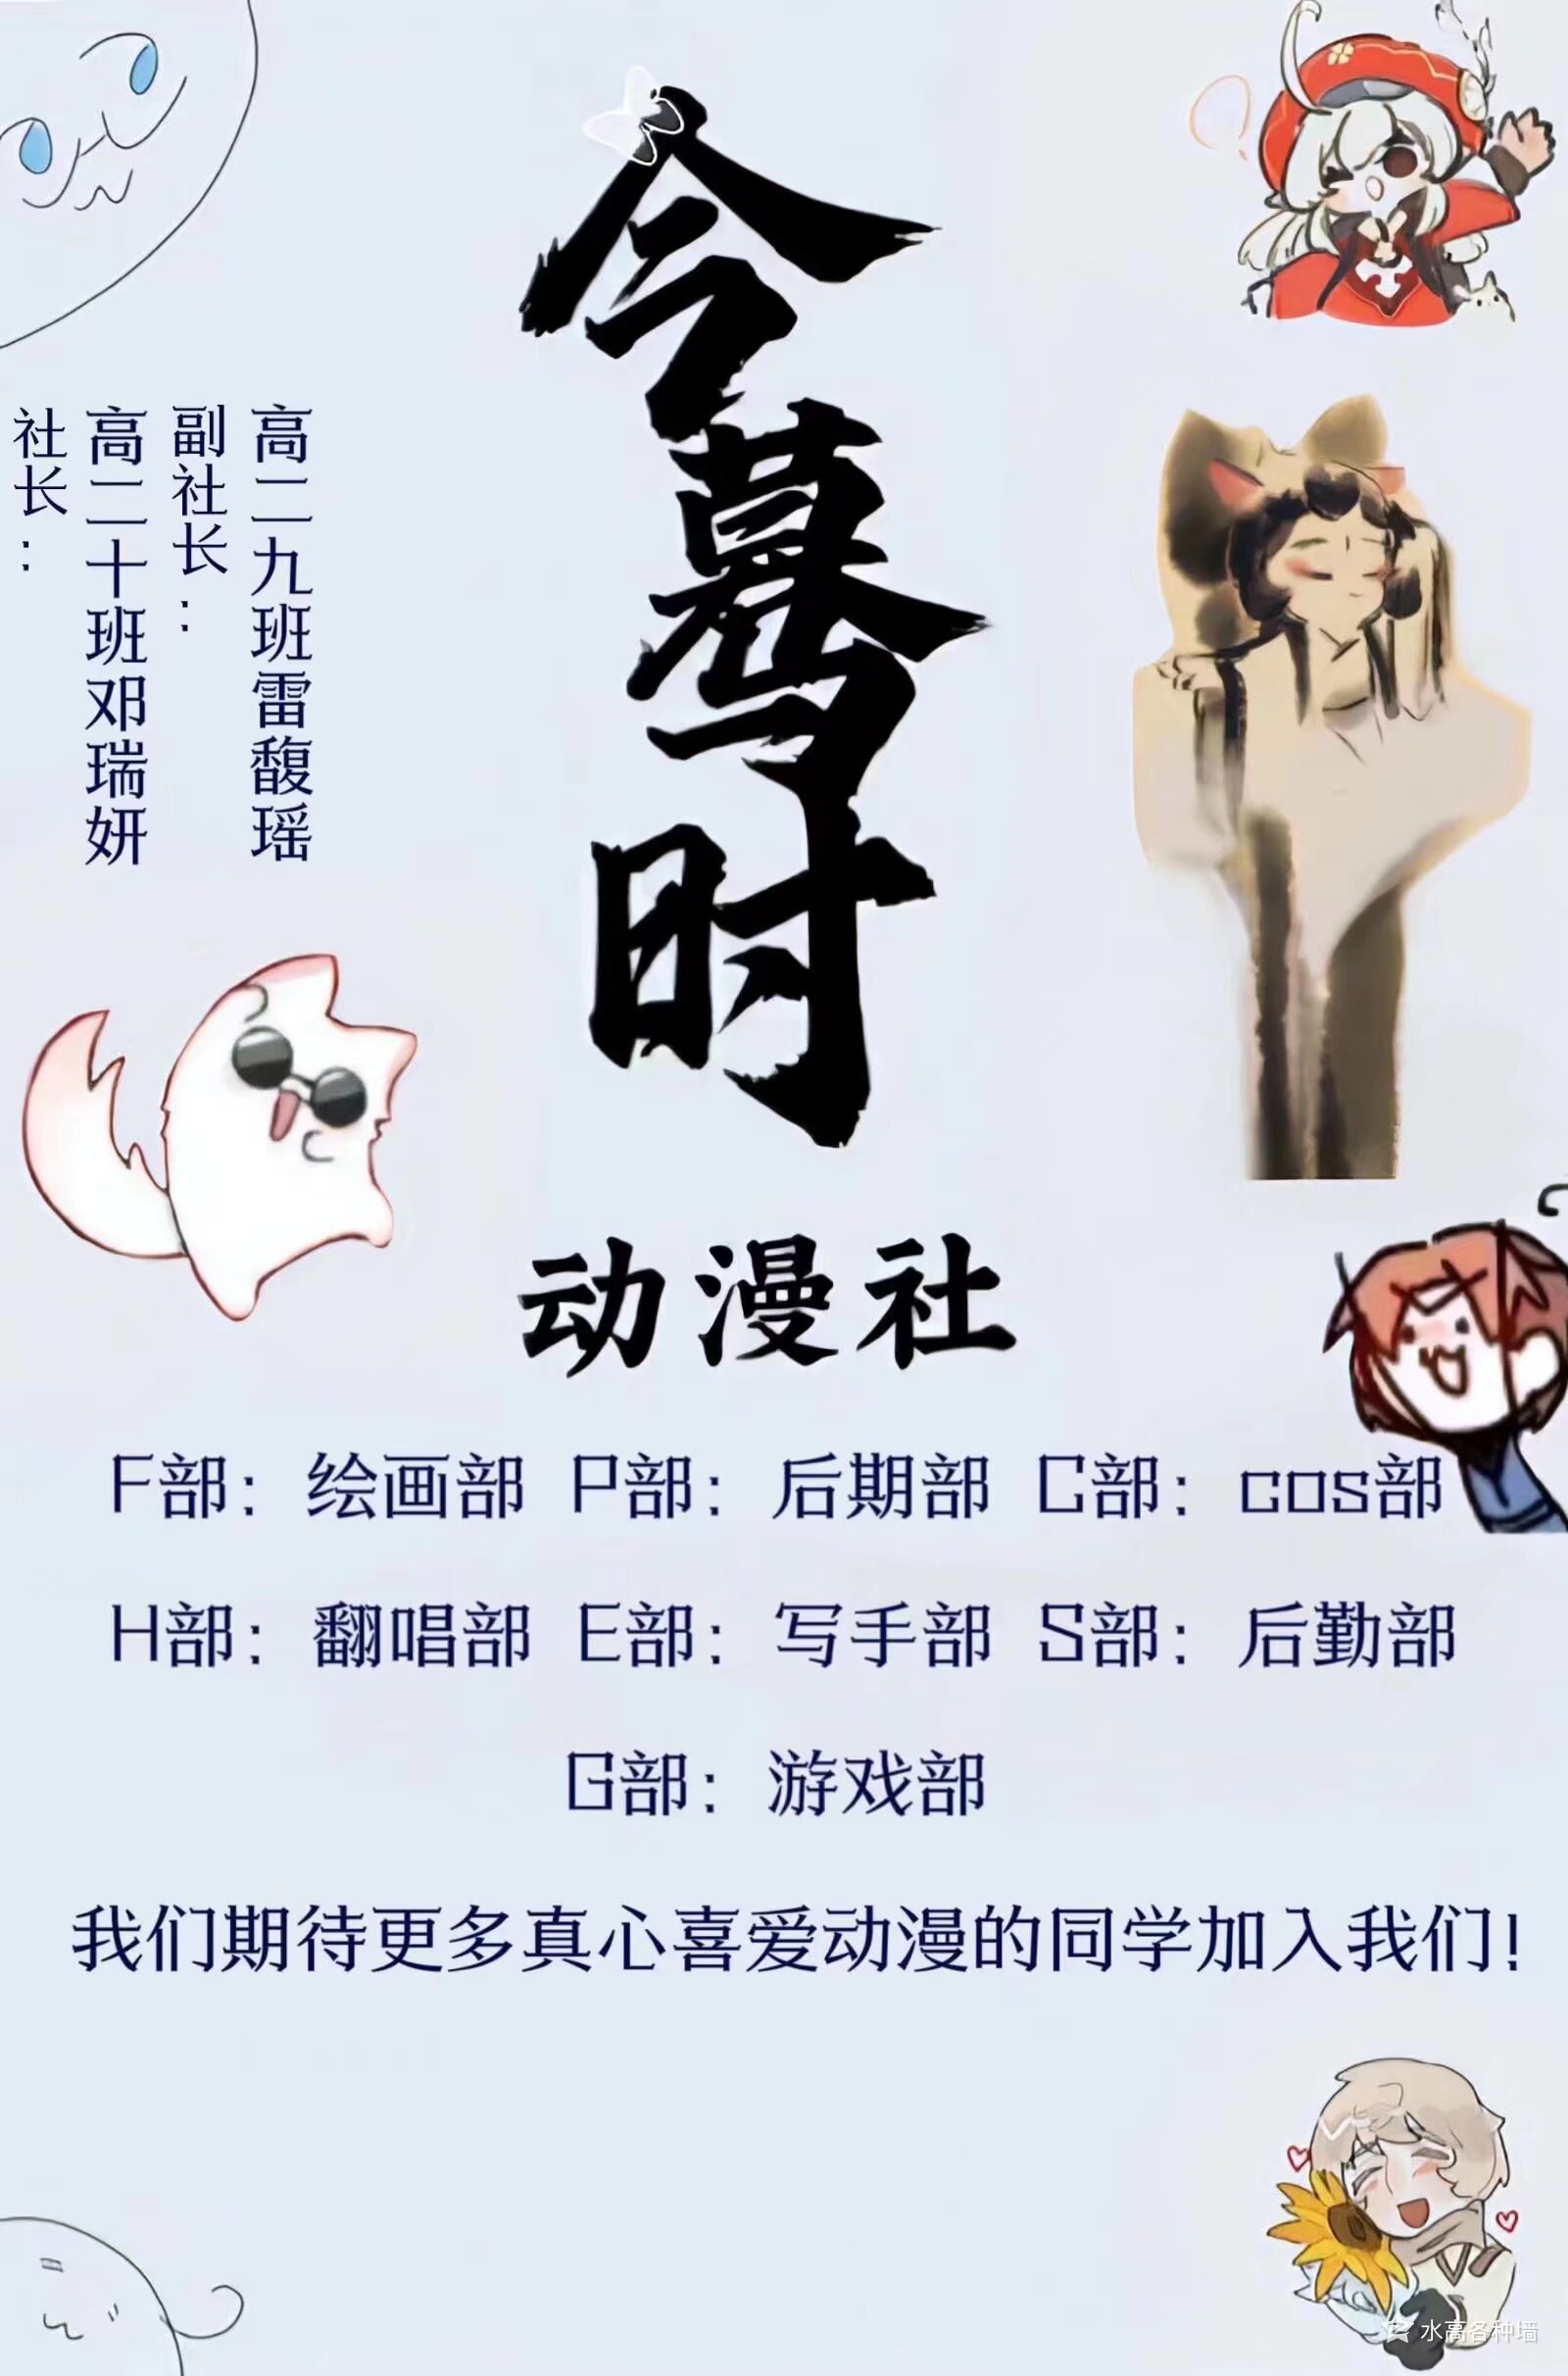 今暮时
社长:
高二十班邓瑞妍
副社长:
高二九班雷馥瑶
动漫社
F部: 绘画部 P部: 后期部 C部: cos部
H部: 翻唱部 E部: 写手部 S部: 后勤部
G部: 游戏部
我们期待更多真心喜爱动漫的同学加入我们!
水高各种墙